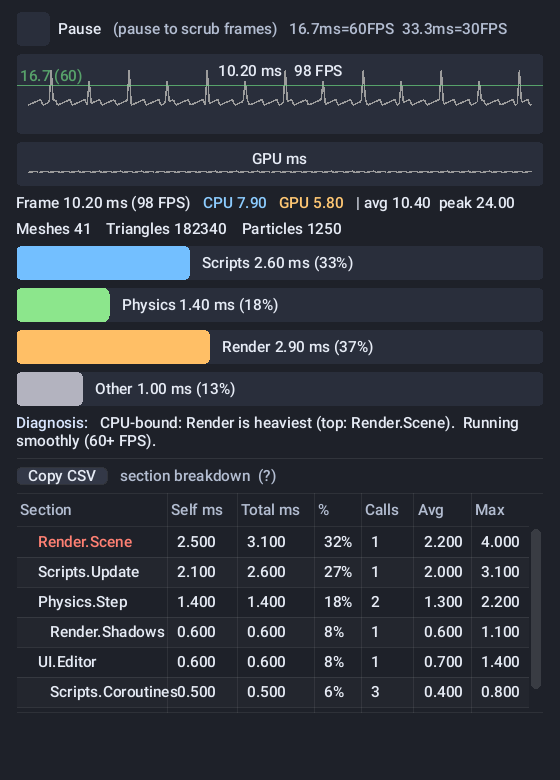 Pause (pause to scrub frames) 16.7ms=60FPS 33.3ms=30FPS
16.7(60) 10.20 ms 98 FPS
GPU ms
Frame 10.20 ms (98 FPS) CPU 7.90 GPU 5.80 | avg 10.40 peak 24.00
Meshes 41 Triangles 182340 Particles 1250
Scripts 2.60 ms (33%)
Physics 1.40 ms (18%)
Render 2.90 ms (37%)
Other 1.00 ms (13%)
Diagnosis: CPU-bound: Render is heaviest (top: Render.Scene). Running
smoothly (60+ FPS).
Copy CSV section breakdown (?)
Section Self ms Total ms % Calls Avg Max
Render.Scene 2.500 3.100 32% 1 2.200 4.000
Scripts.Update 2.100 2.600 27% 1 2.000 3.100
Physics.Step 1.400 1.400 18% 2 1.300 2.200
Render.Shadows 0.600 0.600 8% 1 0.600 1.100
UI.Editor 0.600 0.600 8% 1 0.700 1.400
Scripts.Coroutines 0.500 0.500 6% 3 0.400 0.800